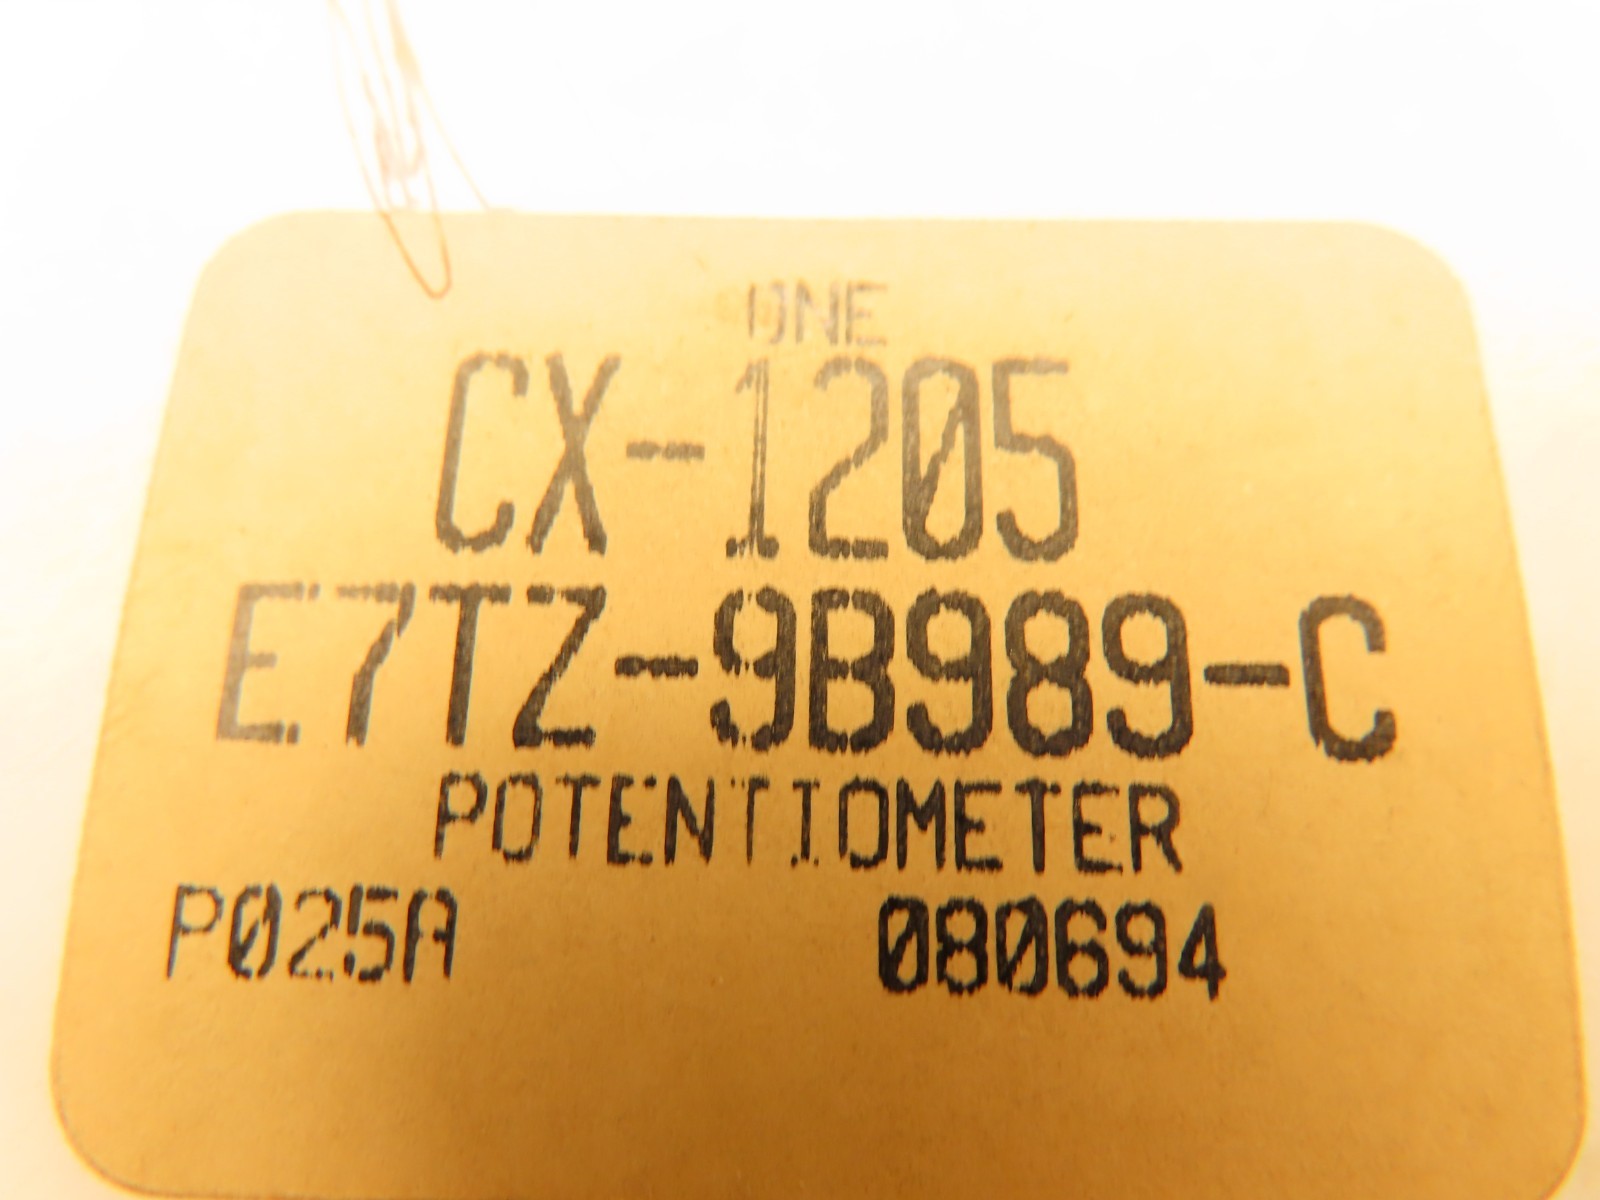 ONE
CX-1205
E7TZ-9B989-C
POTENTIOMETER
P025A 080694